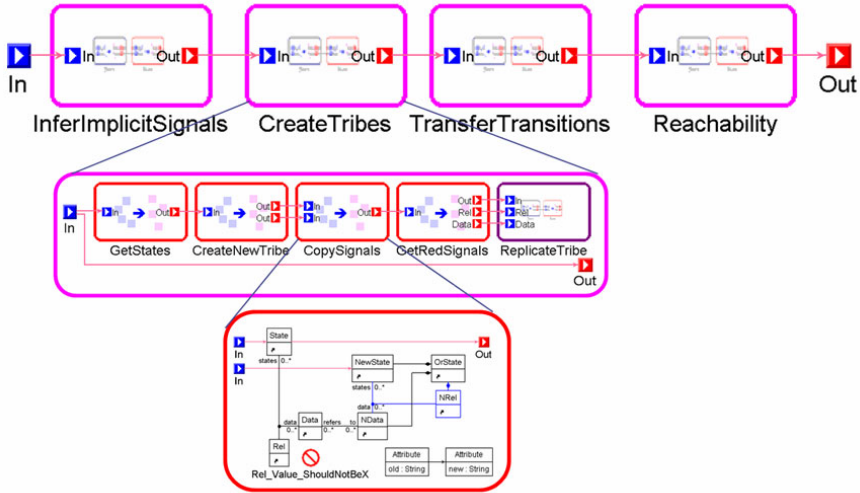 In Out In Out In Out In Out
In Out
InferImplicitSignals CreateTribes TransferTransitions Reachability
In Out In Out In Out In Out In
Out In Rel Rel
In Data Data
GetStates CreateNewTribe CopySignals GetRedSignals ReplicateTribe
Out
State
In Out
states 0..* NewState OrState
In
states 0..*
NRel
data 0..*
data Data refers to NData
0..* 0..* 0..*
Rel
Attribute Attribute
old : String new : String
Rel_Value_ShouldNotBeX